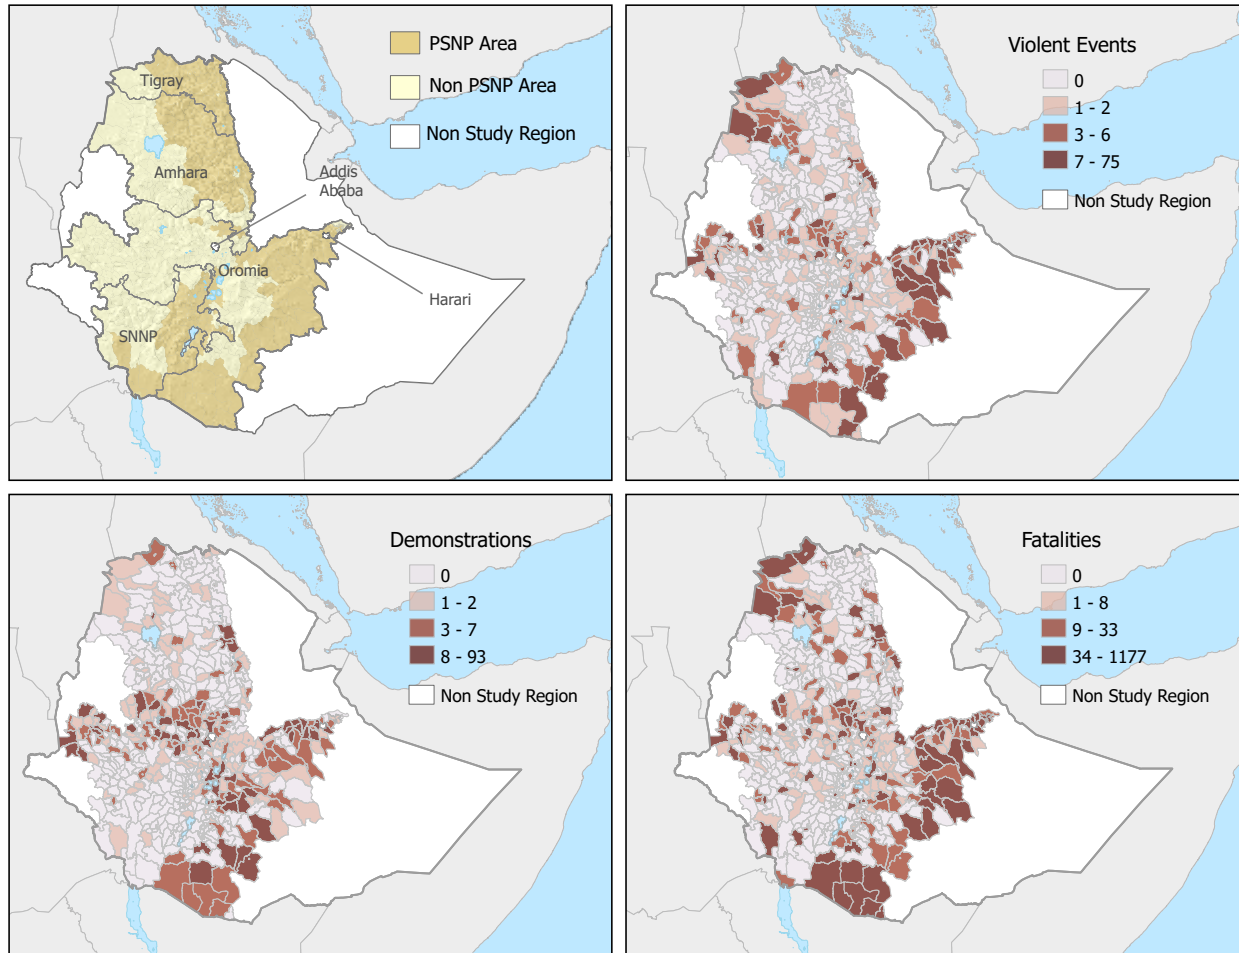 PSNP Area
Non PSNP Area
Non Study Region
Tigray
Amhara
Addis
Ababa
Oromia
Harari
SNNP
Violent Events
0
1 - 2
3 - 6
7 - 75
Non Study Region
Demonstrations
0
1 - 2
3 - 7
8 - 93
Non Study Region
Fatalities
0
1 - 8
9 - 33
34 - 1177
Non Study Region